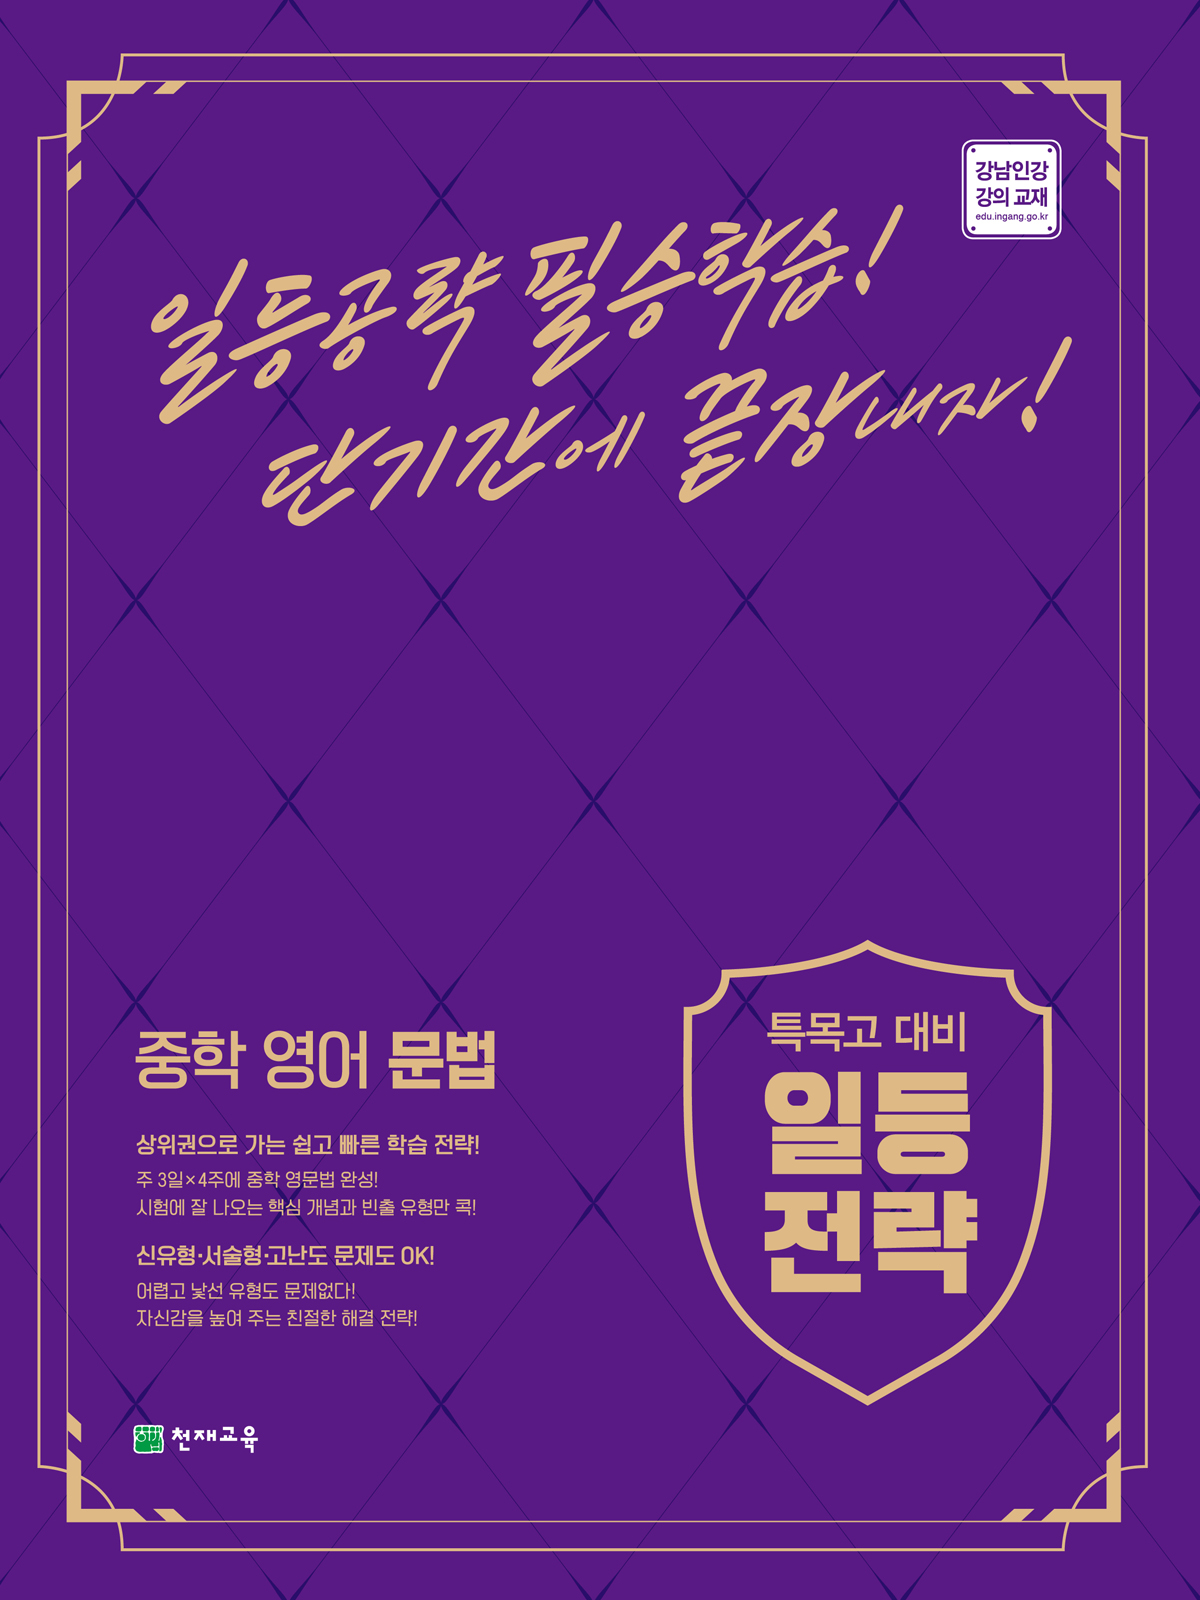 강남인강
강의 교재
edu.ingang.go.kr
일등공략 필승학습!
단기간에 끝장내자!
특목고 대비
일등
전략
중학 영어 문법
상위권으로 가는 쉽고 빠른 학습 전략!
주 3일×4주에 중학 영문법 완성!
시험에 잘 나오는 핵심 개념과 빈출 유형만 콕!
신유형·서술형·고난도 문제도 OK!
어렵고 낯선 유형도 문제없다!
자신감을 높여 주는 친절한 해결 전략!
천재교육